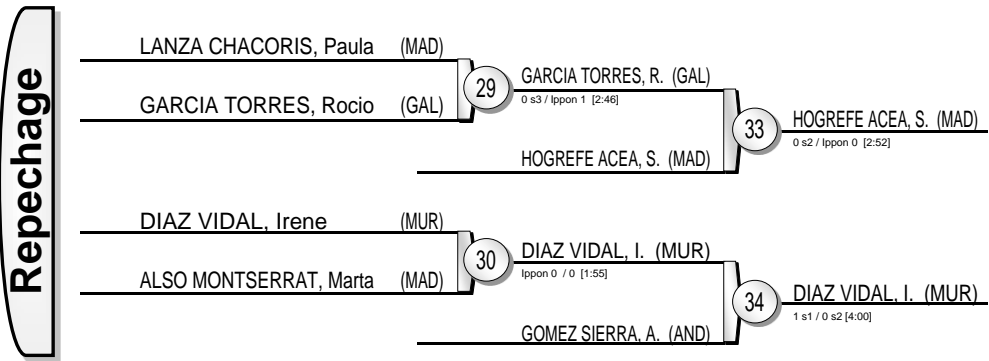 Repechage
LANZA CHACORIS, Paula (MAD)
GARCIA TORRES, Rocio (GAL)
29
GARCIA TORRES, R. (GAL)
0 s3 / Ippon 1 [2:46]
HOGREFE ACEA, S. (MAD)
33
HOGREFE ACEA, S. (MAD)
0 s2 / Ippon 0 [2:52]
DIAZ VIDAL, Irene (MUR)
ALSO MONTSERRAT, Marta (MAD)
30
DIAZ VIDAL, I. (MUR)
Ippon 0 / 0 [1:55]
GOMEZ SIERRA, A. (AND)
34
DIAZ VIDAL, I. (MUR)
1 s1 / 0 s2 [4:00]